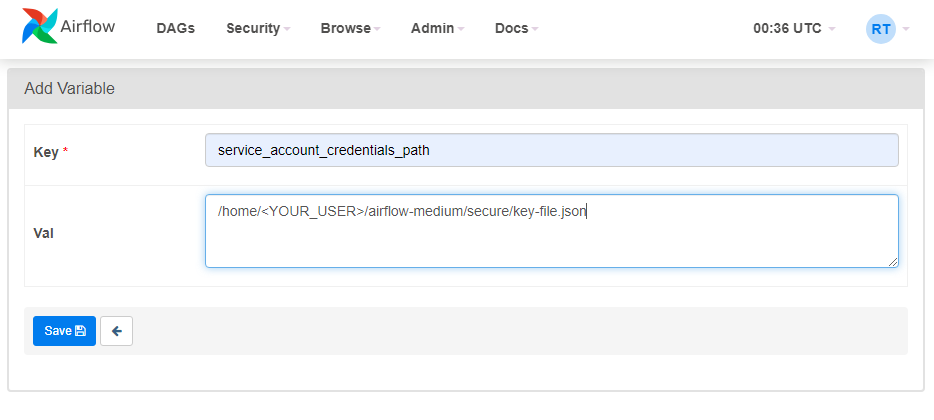 Airflow DAGs Security Browse Admin Docs 00:36 UTC RT
Add Variable
Key * service_account_credentials_path
Val /home/<YOUR_USER>/airflow-medium/secure/key-file.json
Save